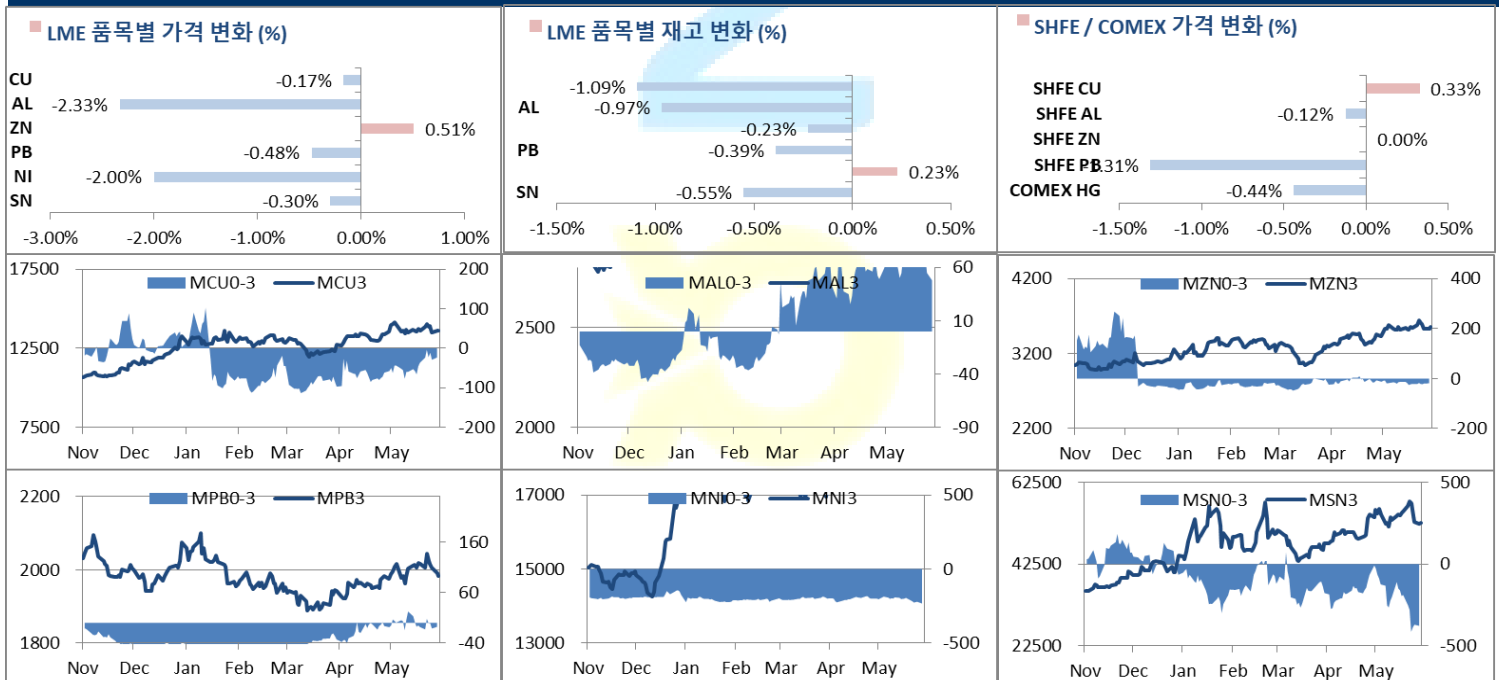 LME 품목별 가격 변화 (%)
CU
-0.17%
AL
-2.33%
ZN
0.51%
PB
-0.48%
NI
-2.00%
SN
-0.30%
-3.00% -2.00% -1.00% 0.00% 1.00%
LME 품목별 재고 변화 (%)
-1.09%
AL
-0.97%
-0.23%
PB
-0.39%
0.23%
SN
-0.55%
-1.50% -1.00% -0.50% 0.00% 0.50%
SHFE / COMEX 가격 변화 (%)
SHFE CU
0.33%
SHFE AL
-0.12%
SHFE ZN
0.00%
SHFE PB
-1.31%
COMEX HG
-0.44%
-1.50% -1.00% -0.50% 0.00% 0.50%
MCU0-3 MCU3
17500
12500
7500
200
100
0
-100
-200
Nov Dec Jan Feb Mar Apr May
MAL0-3 MAL3
2500
2000
60
10
-40
-90
Nov Dec Jan Feb Mar Apr May
MZN0-3 MZN3
4200
3200
2200
400
200
0
-200
Nov Dec Jan Feb Mar Apr May
MPB0-3 MPB3
2200
2000
1800
160
60
-40
Nov Dec Jan Feb Mar Apr May
MNI0-3 MNI3
17000
15000
13000
500
0
-500
Nov Dec Jan Feb Mar Apr May
MSN0-3 MSN3
62500
42500
22500
500
0
-500
Nov Dec Jan Feb Mar Apr May